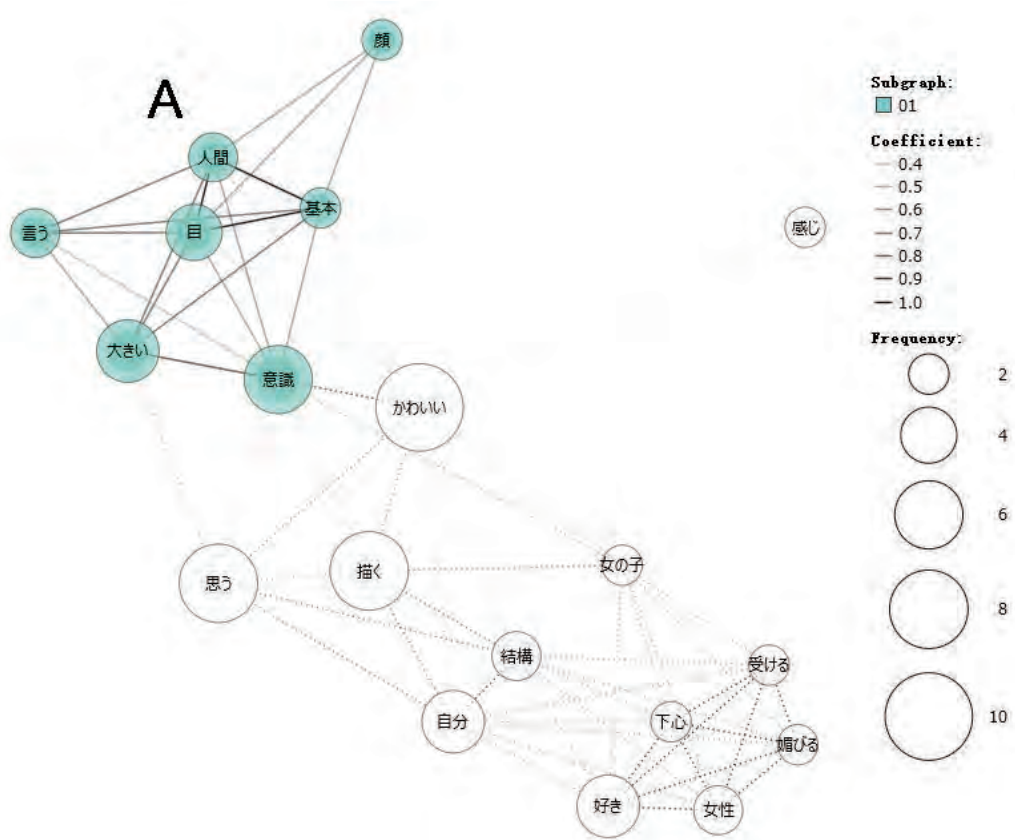 顔
A
人間
基本
言う
目
感じ
大きい
意識
かわいい
思う
描く
女の子
結構
受ける
自分
下心
媚びる
好き
女性
Subgraph:
01
Coefficient:
0.4
0.5
0.6
0.7
0.8
0.9
1.0
Frequency:
2
4
6
8
10